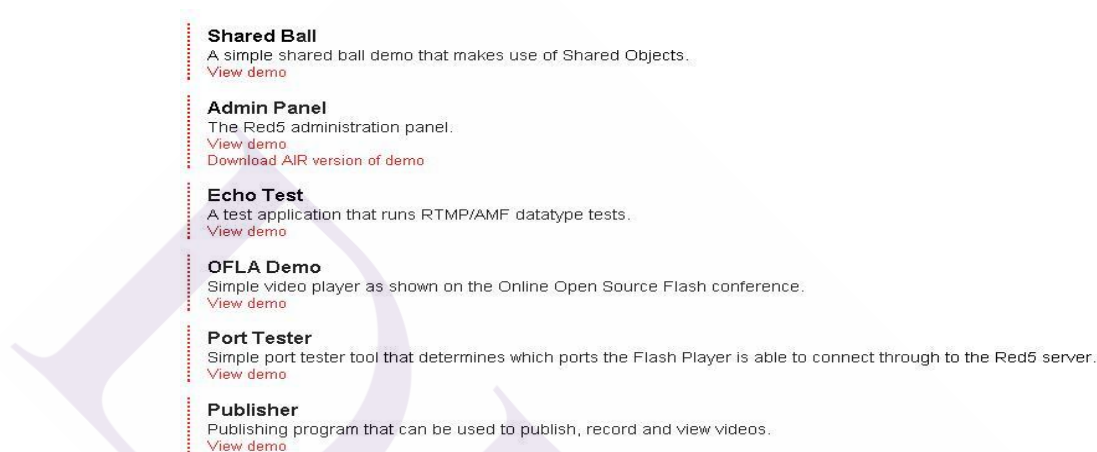 Shared Ball
A simple shared ball demo that makes use of Shared Objects.
View demo
Admin Panel
The Red5 administration panel.
View demo
Download AIR version of demo
Echo Test
A test application that runs RTMP/AMF datatype tests.
View demo
OFLA Demo
Simple video player as shown on the Online Open Source Flash conference.
View demo
Port Tester
Simple port tester tool that determines which ports the Flash Player is able to connect through to the Red5 server.
View demo
Publisher
Publishing program that can be used to publish, record and view videos.
View demo